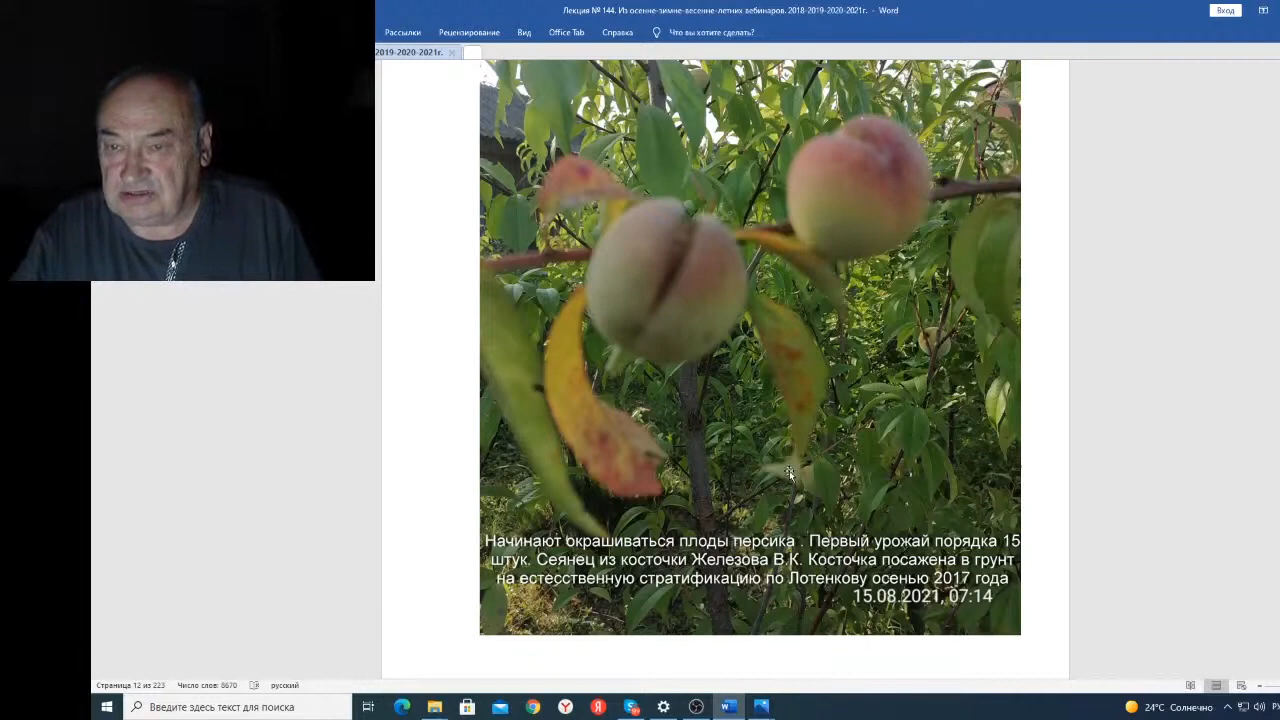 Лекция № 144. Из осенне-зимне-весенне-летних вебинаров. 2018-2019-2020-2021г. - Word
Вход
Рассылки Рецензирование Вид Office Tab Справка Что вы хотите сделать?
2019-2020-2021г.
Начинают окрашиваться плоды персика . Первый урожай порядка 15
штук. Сеянец из косточки Железова В.К. Косточка посажена в грунт
на естесственную стратификацию по Лотенкову осенью 2017 года
15.08.2021, 07:14
Страница 12 из 223 Число слов: 8670 русский
Введите здесь текст для поиска
24°C Солнечно